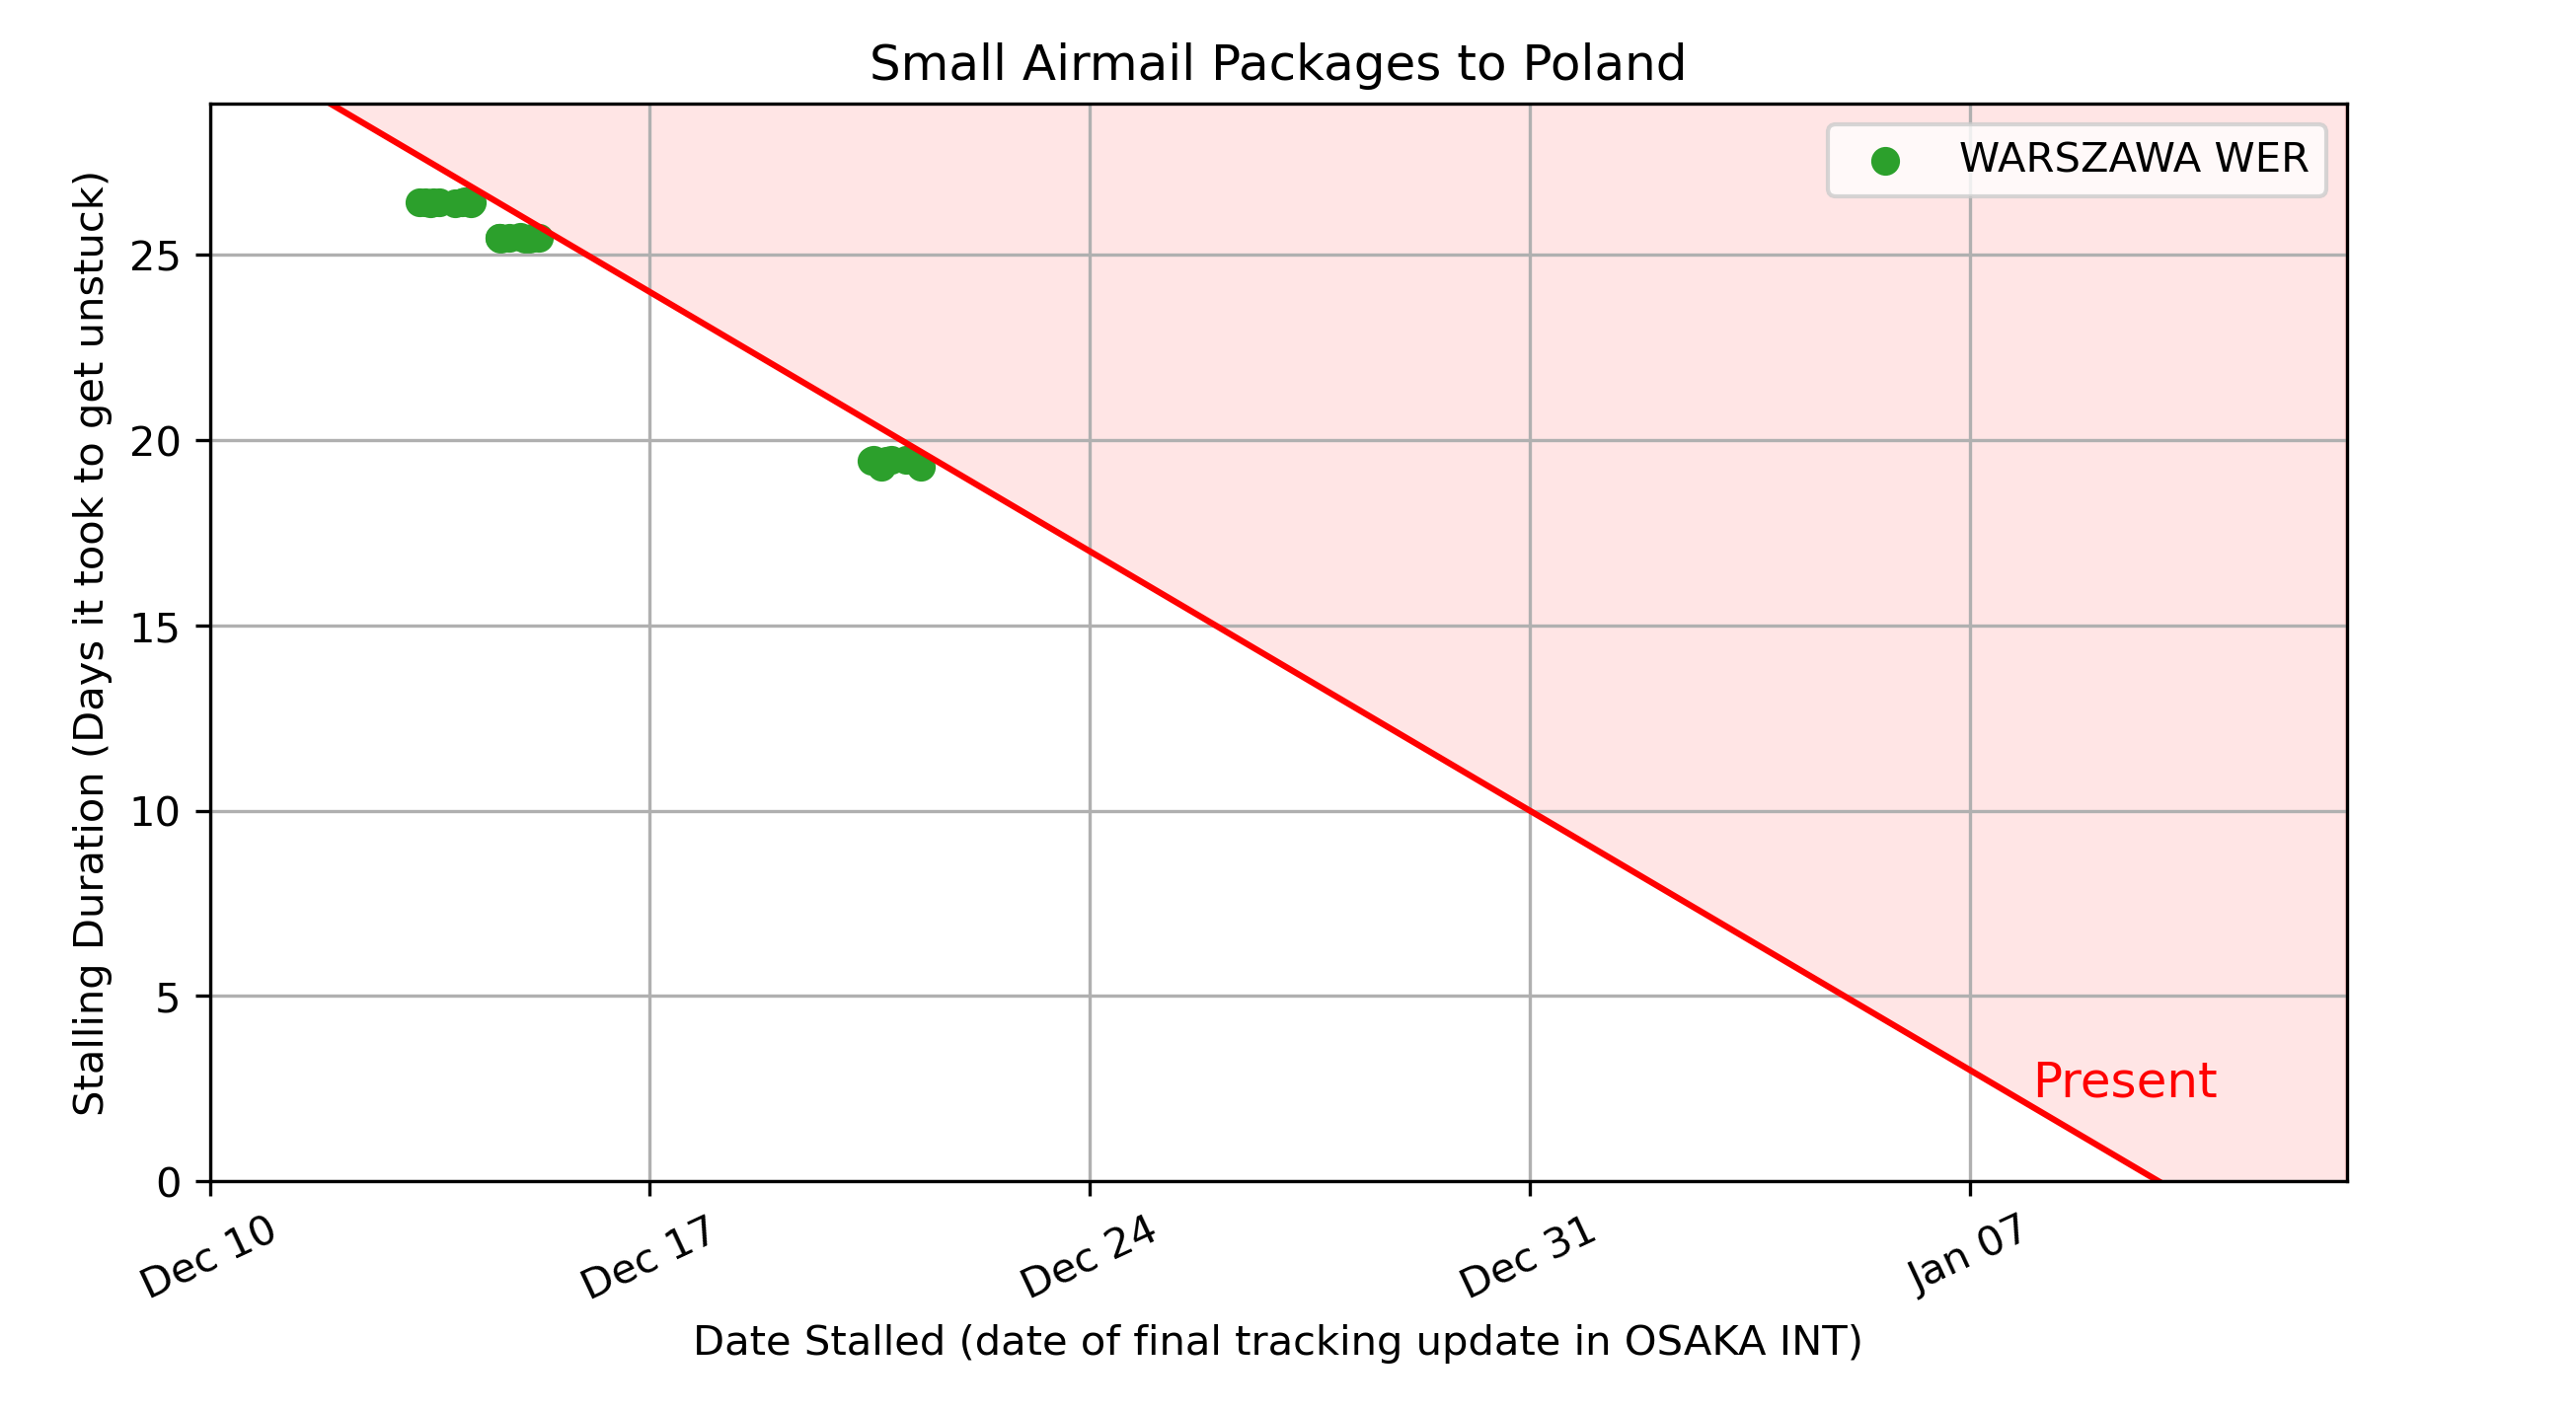 Small Airmail Packages to Poland
WARSZAWA WER
Stalling Duration (Days it took to get unstuck)
25
20
15
10
5
0
Present
Dec 10
Dec 17
Dec 24
Dec 31
Jan 07
Date Stalled (date of final tracking update in OSAKA INT)